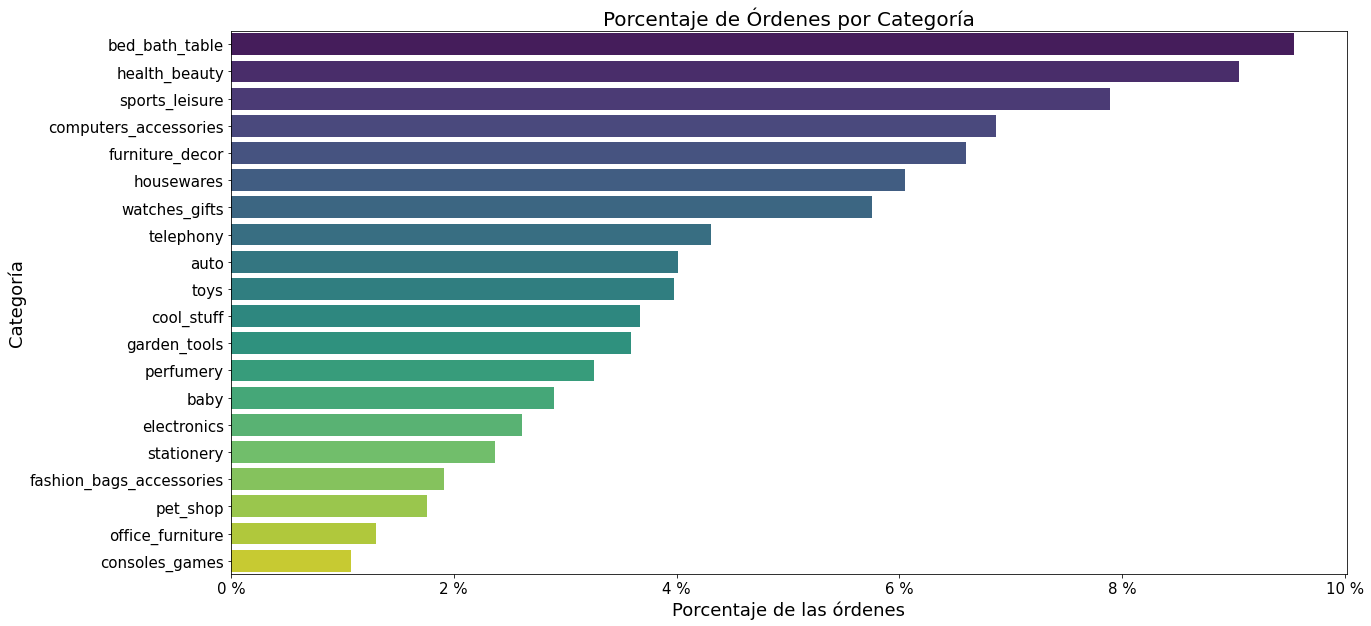 Porcentaje de Órdenes por Categoría
Categoría
bed_bath_table
health_beauty
sports_leisure
computers_accessories
furniture_decor
housewares
watches_gifts
telephony
auto
toys
cool_stuff
garden_tools
perfumery
baby
electronics
stationery
fashion_bags_accessories
pet_shop
office_furniture
consoles_games
0 % 2 % 4 % 6 % 8 % 10 %
Porcentaje de las órdenes